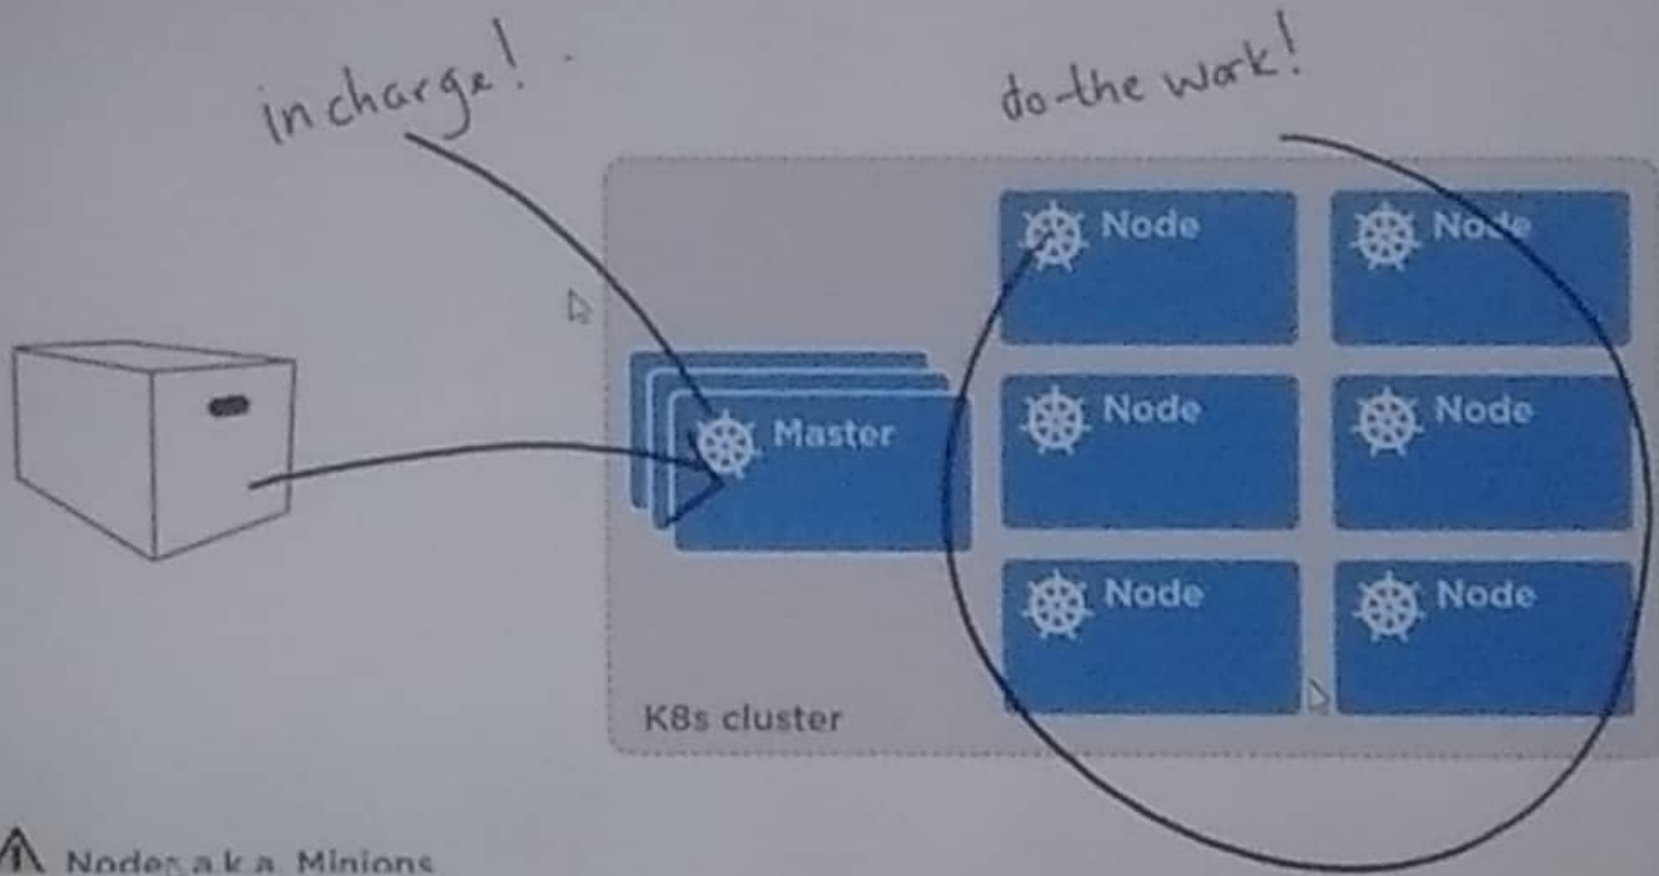 in charge!
do the work!
Node
Node
Master
Node
Node
Node
Node
K8s cluster
Nodes a.k.a. Minions